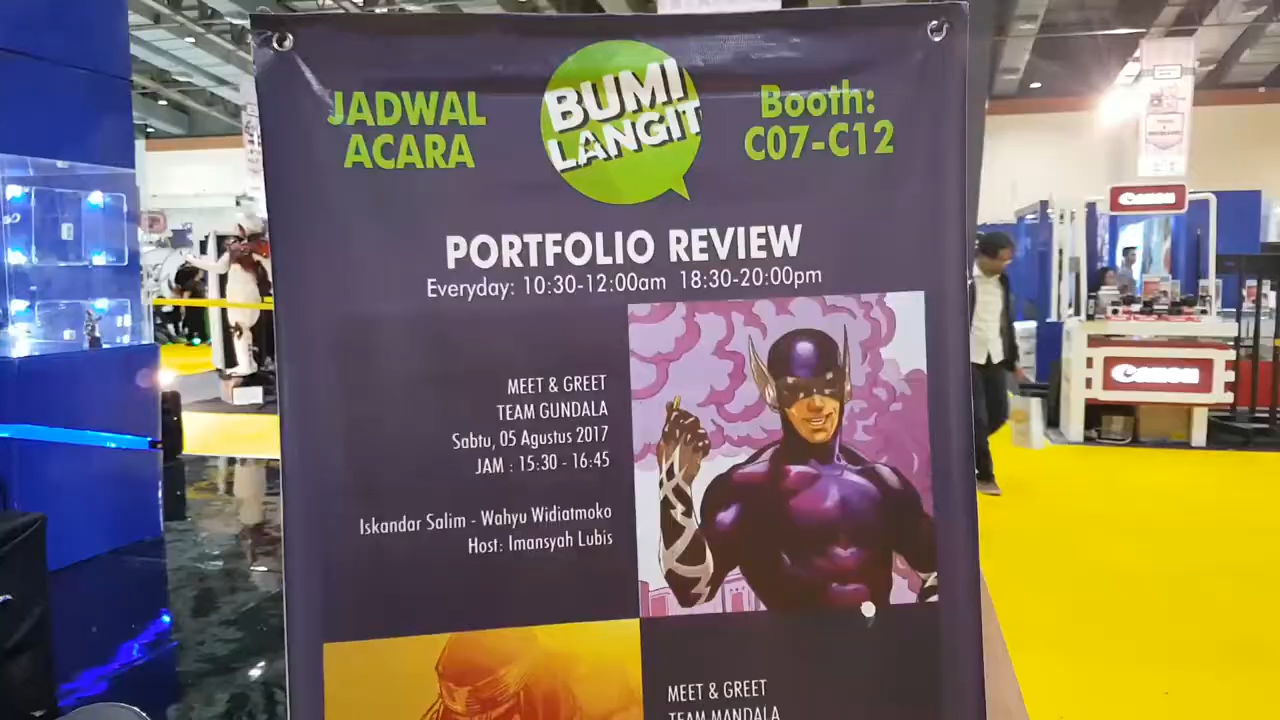 JADWAL
ACARA
BUMI
LANGIT
Booth:
C07-C12
PORTFOLIO REVIEW
Everyday: 10:30-12:00am 18:30-20:00pm
MEET & GREET
TEAM GUNDALA
Sabtu, 05 Agustus 2017
JAM : 15:30 - 16:45
Iskandar Salim - Wahyu Widiatmoko
Host: Imansyah Lubis
MEET & GREET
TEAM MANDALA
Canon
Canon